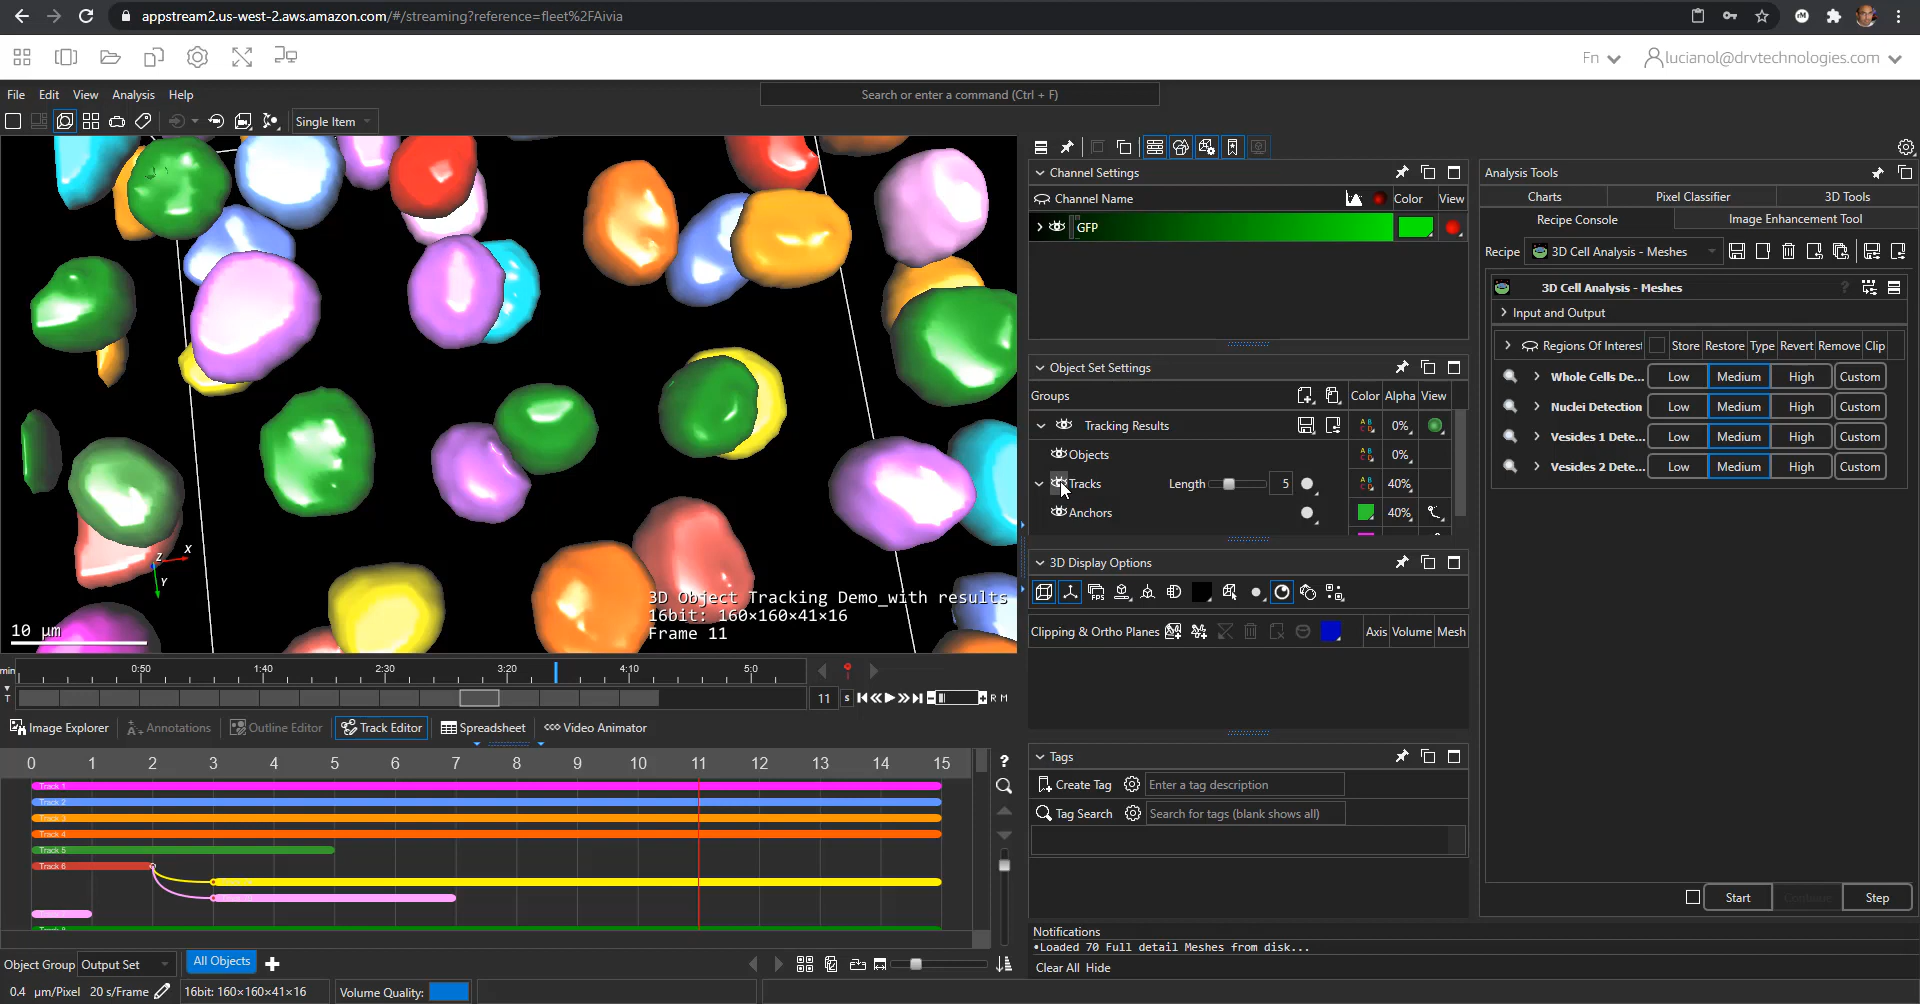 appstream2.us-west-2.aws.amazon.com/#/streaming?reference=fleet%2FAivia
Fn
lucianol@drvtechnologies.com
File Edit View Analysis Help
Search or enter a command (Ctrl + F)
Single Item
3D Object Tracking Demo_with results
16bit: 160×160×41×16
Frame 11
10 µm
X
Y
Z
min
0:50 1:40 2:30 3:20 4:10 5:0
T
11 s R M
Image Explorer Annotations Outline Editor Track Editor Spreadsheet Video Animator
0 1 2 3 4 5 6 7 8 9 10 11 12 13 14 15
?
Track 1
Track 2
Track 3
Track 4
Track 5
Track 6
Object Group Output Set All Objects
0.4 µm/Pixel 20 s/Frame 16bit: 160×160×41×16 Volume Quality:
Channel Settings
Channel Name Color View
GFP
Object Set Settings
Groups Color Alpha View
Tracking Results 0%
Objects 0%
Tracks Length 5 40%
Anchors 40%
3D Display Options
FPS
Clipping & Ortho Planes Axis Volume Mesh
Tags
Create Tag Enter a tag description
Tag Search Search for tags (blank shows all)
Notifications
•Loaded 70 Full detail Meshes from disk...
Clear All Hide
Analysis Tools
Charts Pixel Classifier 3D Tools
Recipe Console Image Enhancement Tool
Recipe 3D Cell Analysis - Meshes
3D Cell Analysis - Meshes ?
Input and Output
Regions Of Interest Store Restore Type Revert Remove Clip
Whole Cells De... Low Medium High Custom
Nuclei Detection Low Medium High Custom
Vesicles 1 Dete... Low Medium High Custom
Vesicles 2 Dete... Low Medium High Custom
Start Step